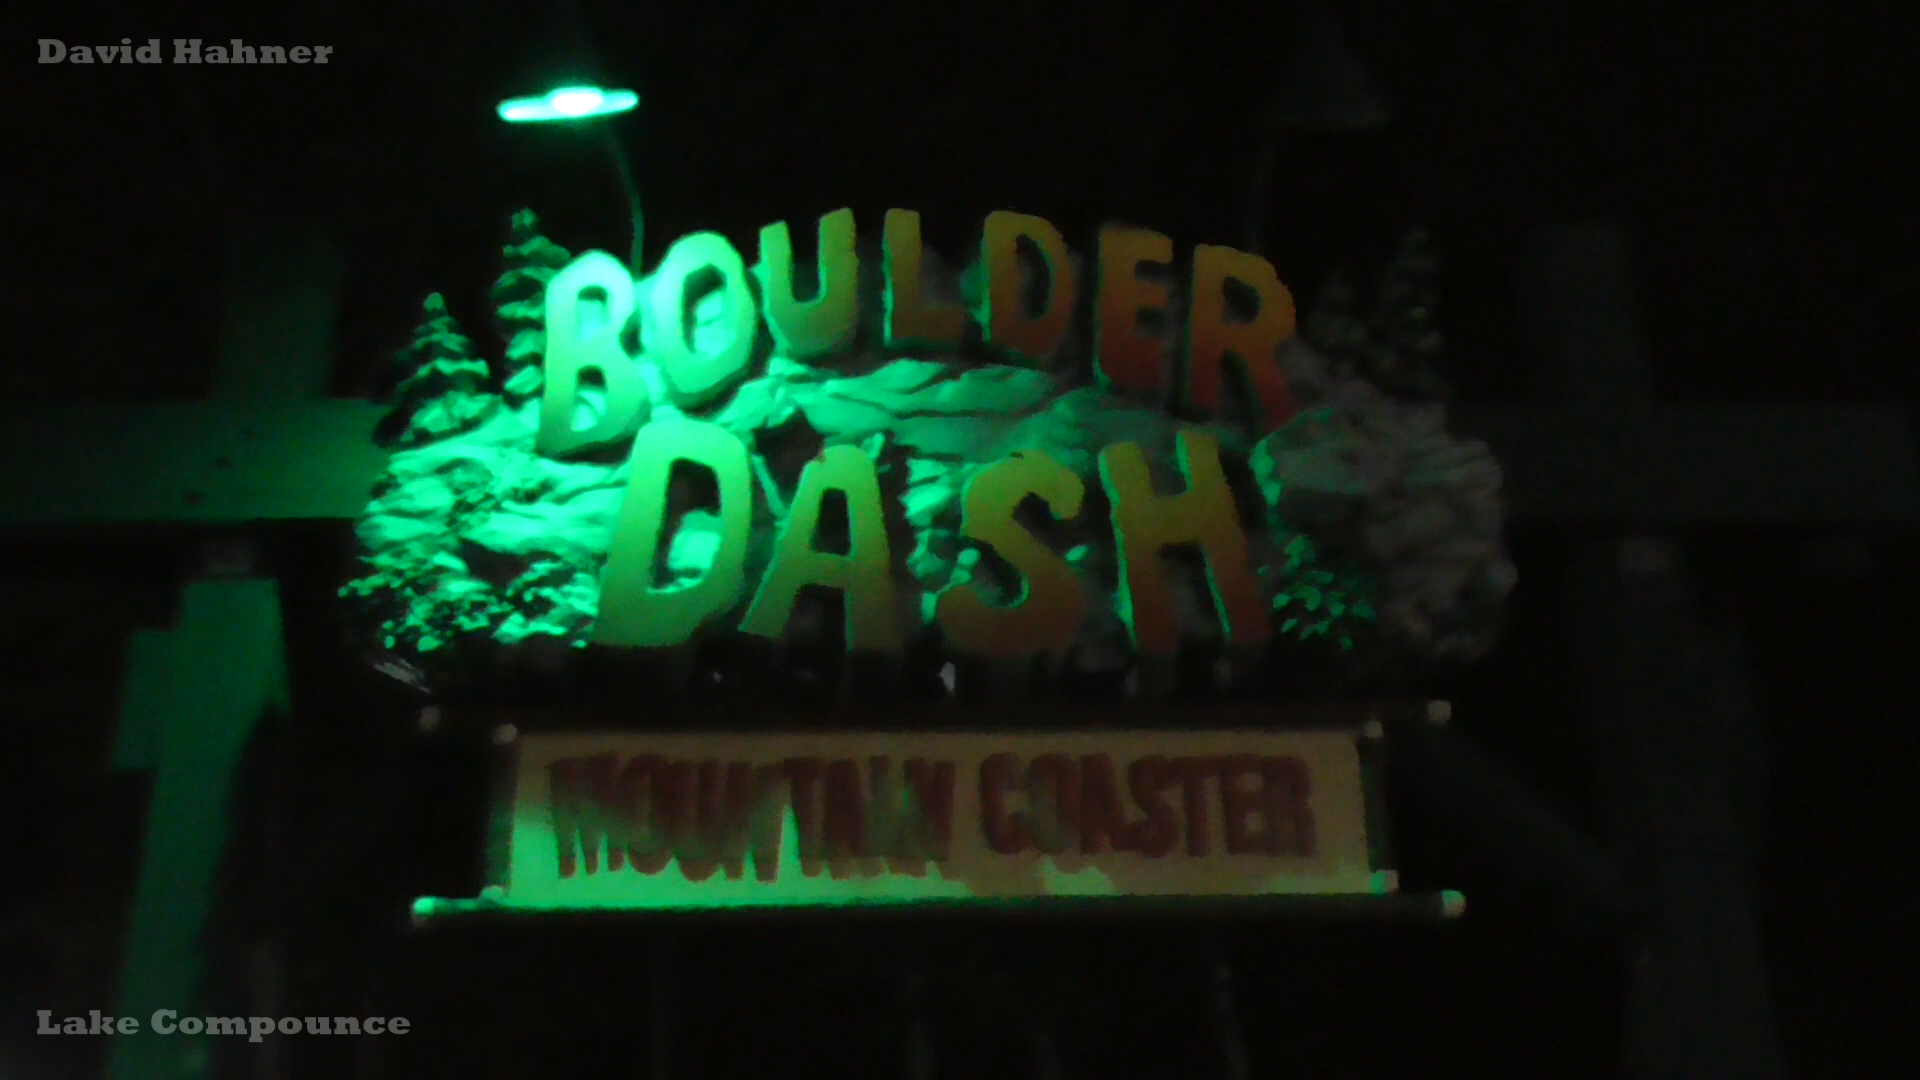 David Hahner
BOULDER
DASH
MOUNTAIN COASTER
Lake Compounce